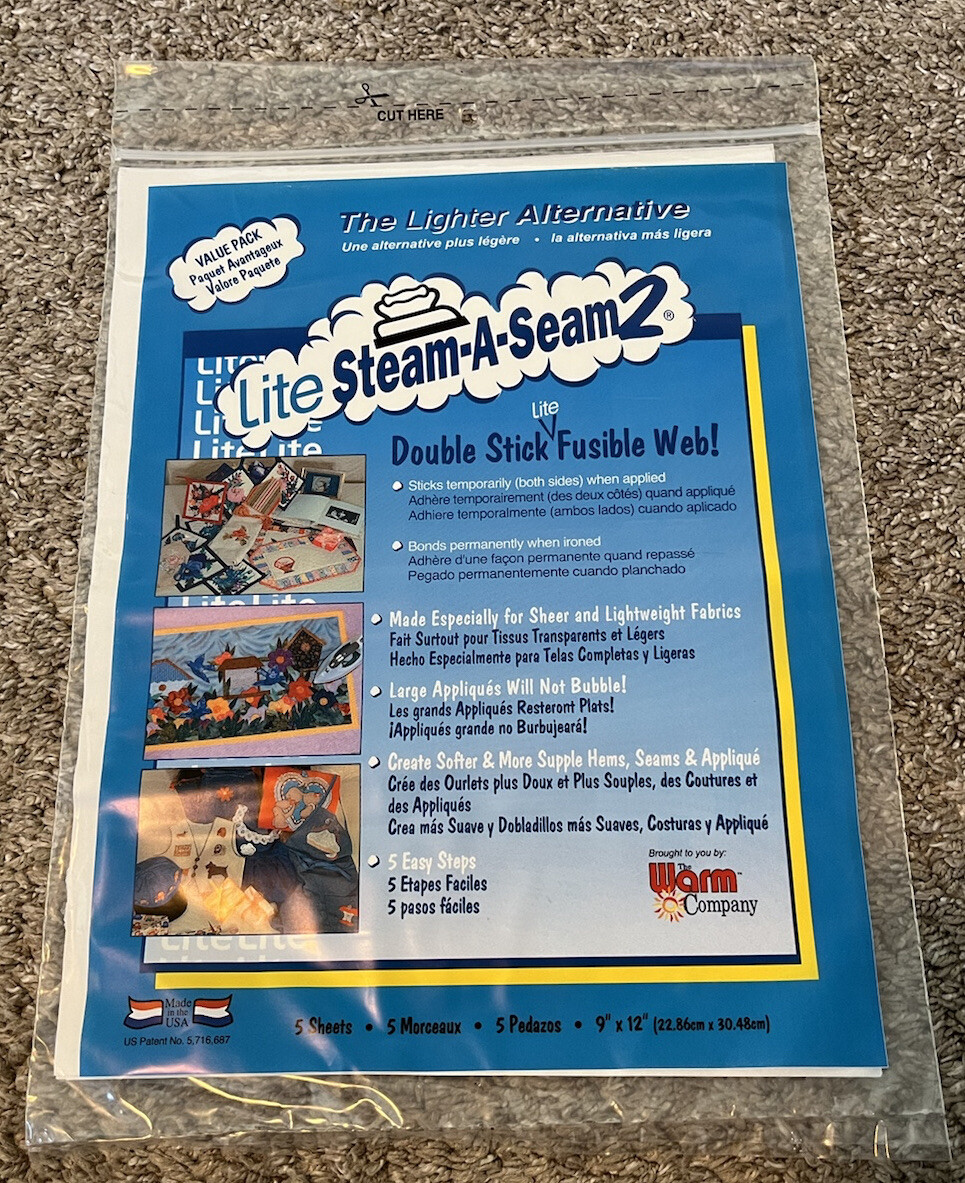 CUT HERE
The Lighter Alternative
Une alternative plus légère • la alternativa más ligera
VALUE PACK
Paquet Avantageux
Valore Paquete
Lite Steam-A-Seam 2®
Lite
Double Stick Fusible Web!
Sticks temporarily (both sides) when applied
Adhère temporairement (des deux côtés) quand appliqué
Adhiere temporalmente (ambos lados) cuando aplicado
Bonds permanently when ironed
Adhère d'une façon permanente quand repassé
Pegado permanentemente cuando planchado
Made Especially for Sheer and Lightweight Fabrics
Fait Surtout pour Tissus Transparents et Légers
Hecho Especialmente para Telas Completas y Ligeras
Large Appliqués Will Not Bubble!
Les grands Appliqués Resteront Plats!
¡Appliqués grande no Burbujeará!
Create Softer & More Supple Hems, Seams & Appliqué
Crée des Ourlets plus Doux et Plus Souples, des Coutures et
des Appliqués
Crea más Suave y Dobladillos más Suaves, Costuras y Appliqué
5 Easy Steps
5 Etapes Faciles
5 pasos fáciles
Brought to you by:
The
Warm™
Company
Made
in the
USA
US Patent No. 5,716,687
5 Sheets • 5 Morceaux • 5 Pedazos • 9" x 12" (22.86cm x 30.48cm)